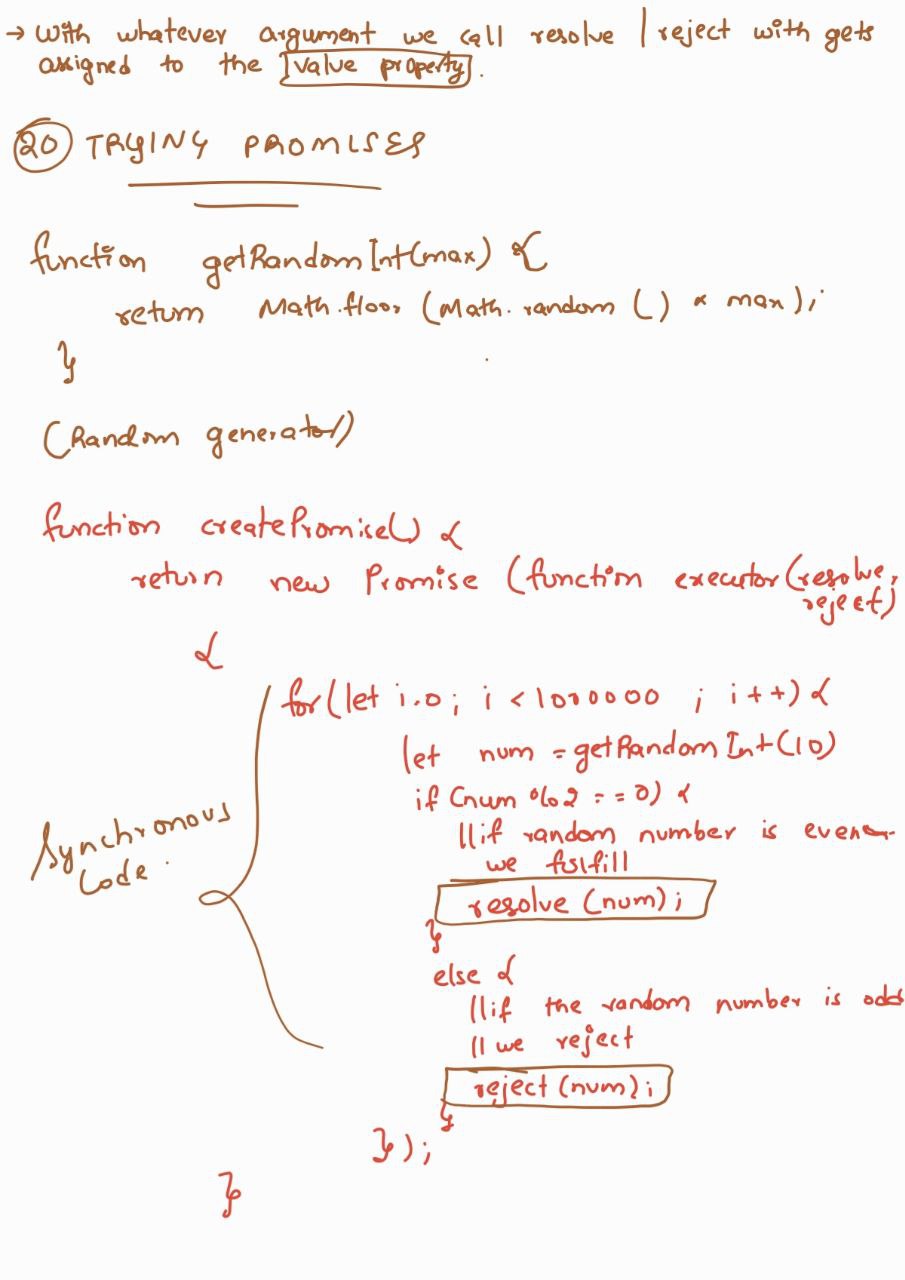 → With whatever argument we call resolve | reject with gets
assigned to the [value property].
20 TRYING PROMISES
function getRandomInt(max) {
return Math.floor (Math.random () * max);
}
(Random generator)
function createPromise() {
return new Promise (function executor(resolve,
reject)
{
for(let i=0; i < 1000000 ; i++) {
let num = getRandomInt(10)
if (num %2 == 0) {
//if random number is even
we fulfill
resolve (num);
}
else {
//if the random number is odd
// we reject
reject (num);
}
});
}
Synchronous
Code.